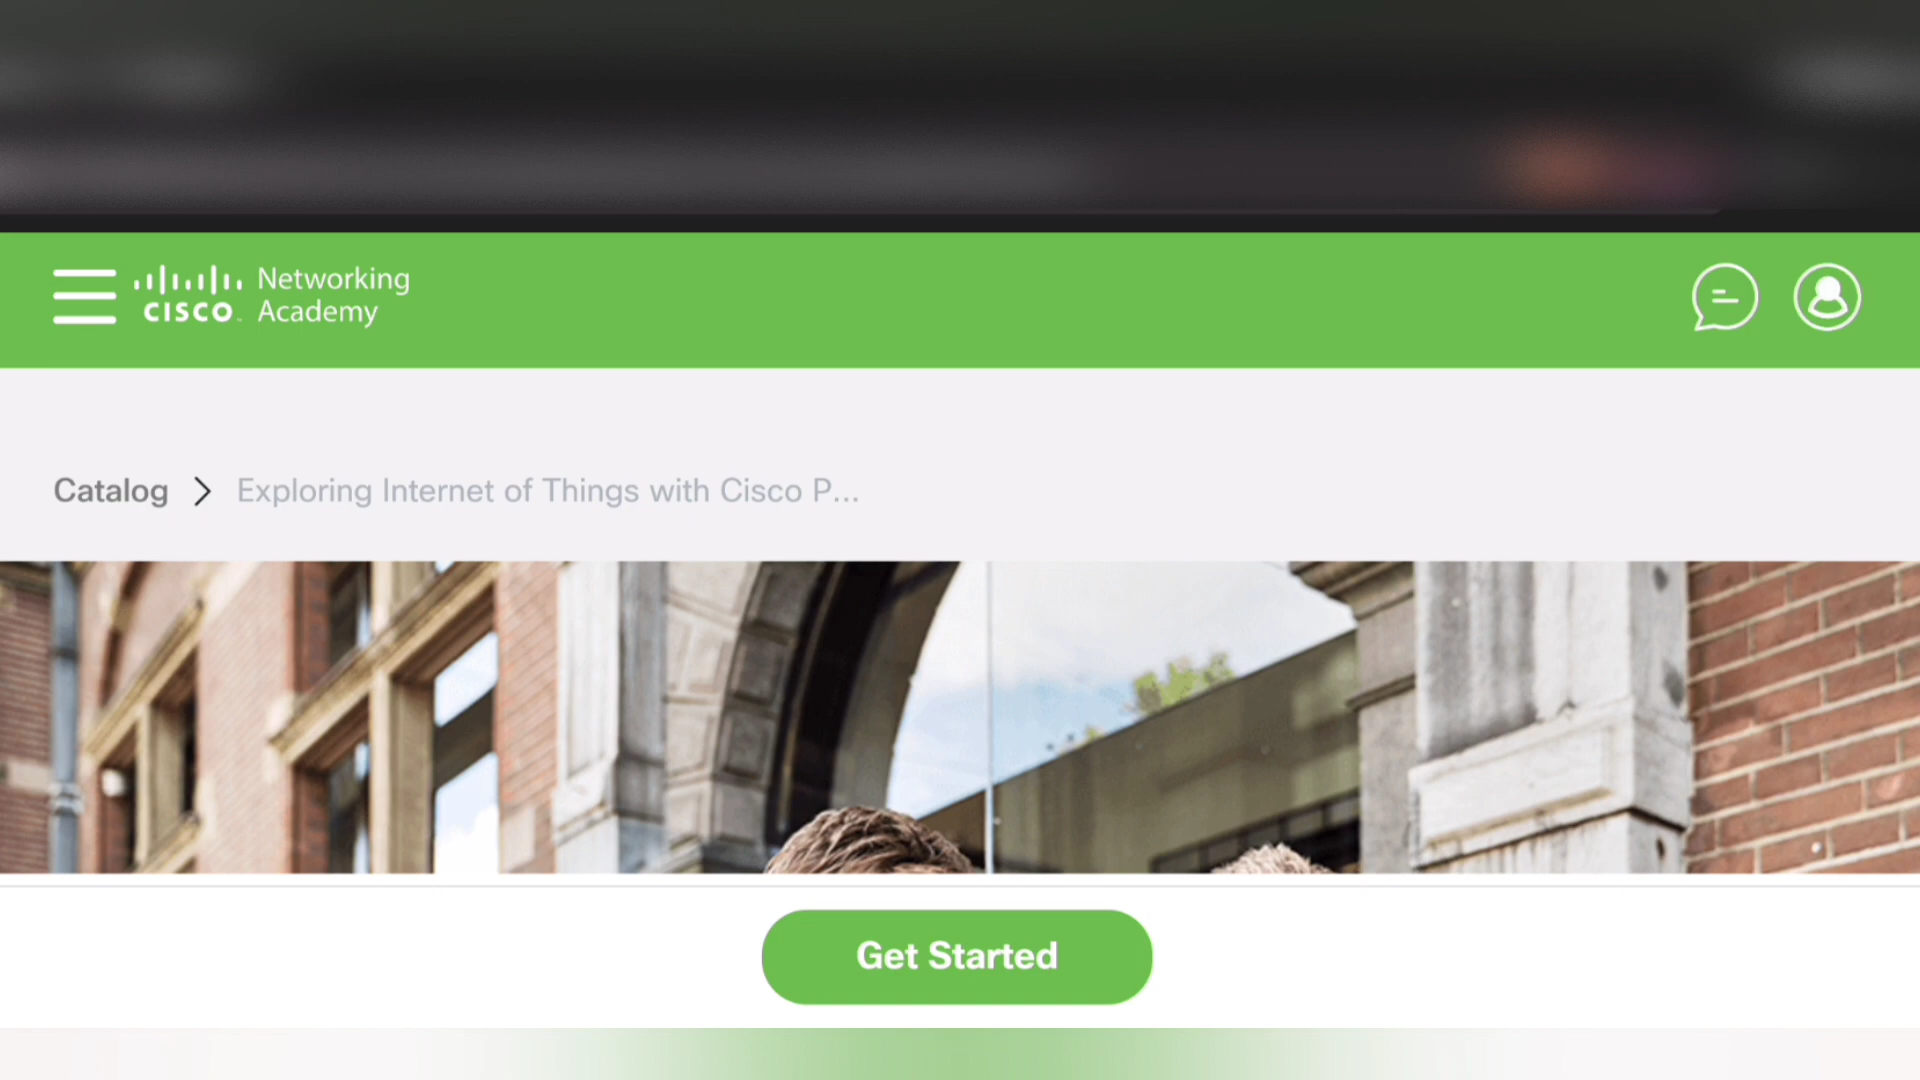 Networking
CISCO Academy
Catalog > Exploring Internet of Things with Cisco P...
Get Started